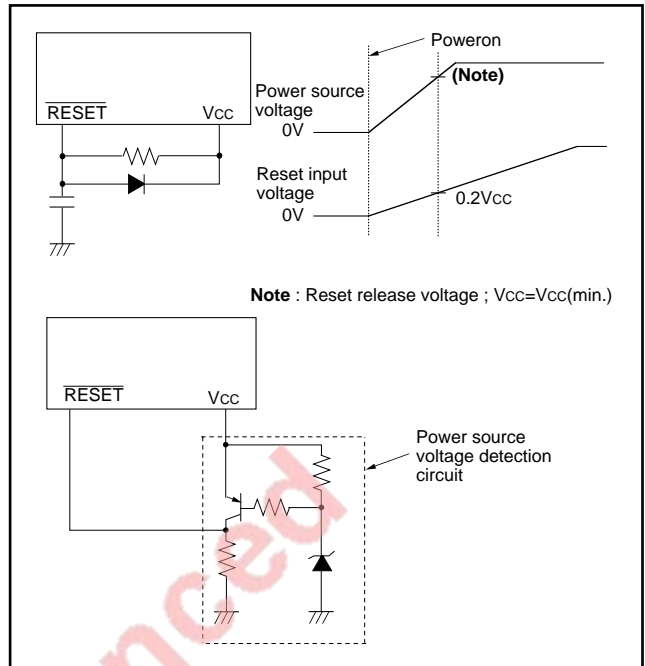 Poweron
(Note)
RESET
VCC
Power source
voltage
0V
Reset input
voltage
0V
0.2VCC
Note : Reset release voltage ; VCC=VCC(min.)
RESET
VCC
Power source
voltage detection
circuit
nced